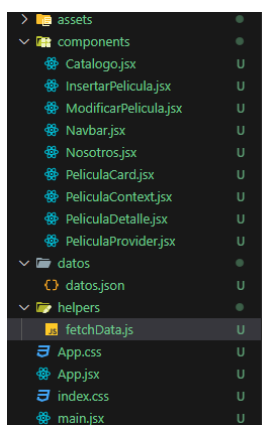 assets
components
Catalogo.jsx U
InsertarPelicula.jsx U
ModificarPelicula.jsx U
Navbar.jsx U
Nosotros.jsx U
PeliculaCard.jsx U
PeliculaContext.jsx U
PeliculaDetalle.jsx U
PeliculaProvider.jsx U
datos
{} datos.json U
helpers
JS fetchData.js U
App.css U
App.jsx U
index.css U
main.jsx U